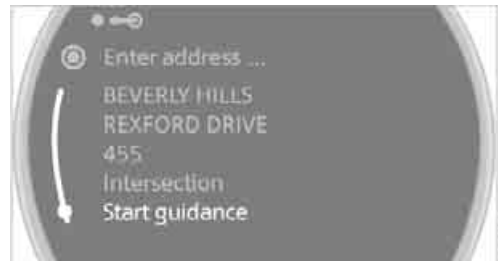 Enter address ...
BEVERLY HILLS
REXFORD DRIVE
455
Intersection
Start guidance